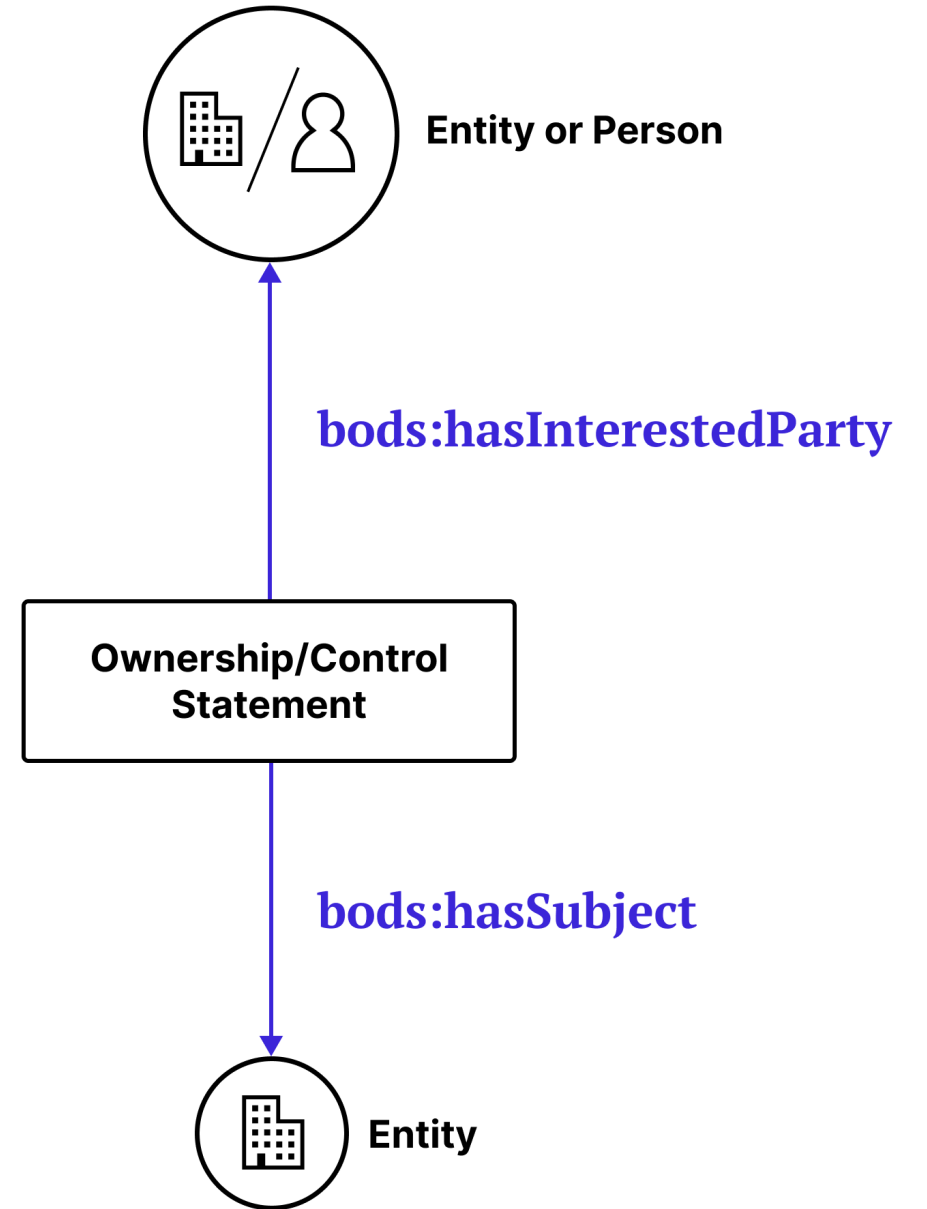 Entity or Person
bods:hasInterestedParty
Ownership/Control
Statement
bods:hasSubject
Entity